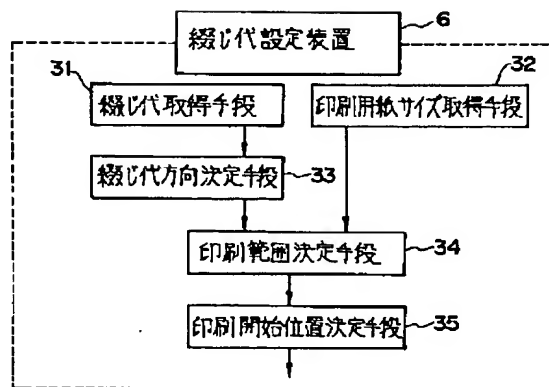 綴じ代設定装置
6
31
32
綴じ代取得手段
印刷用紙サイズ取得手段
綴じ代方向決定手段
33
印刷範囲決定手段
34
印刷開始位置決定手段
35